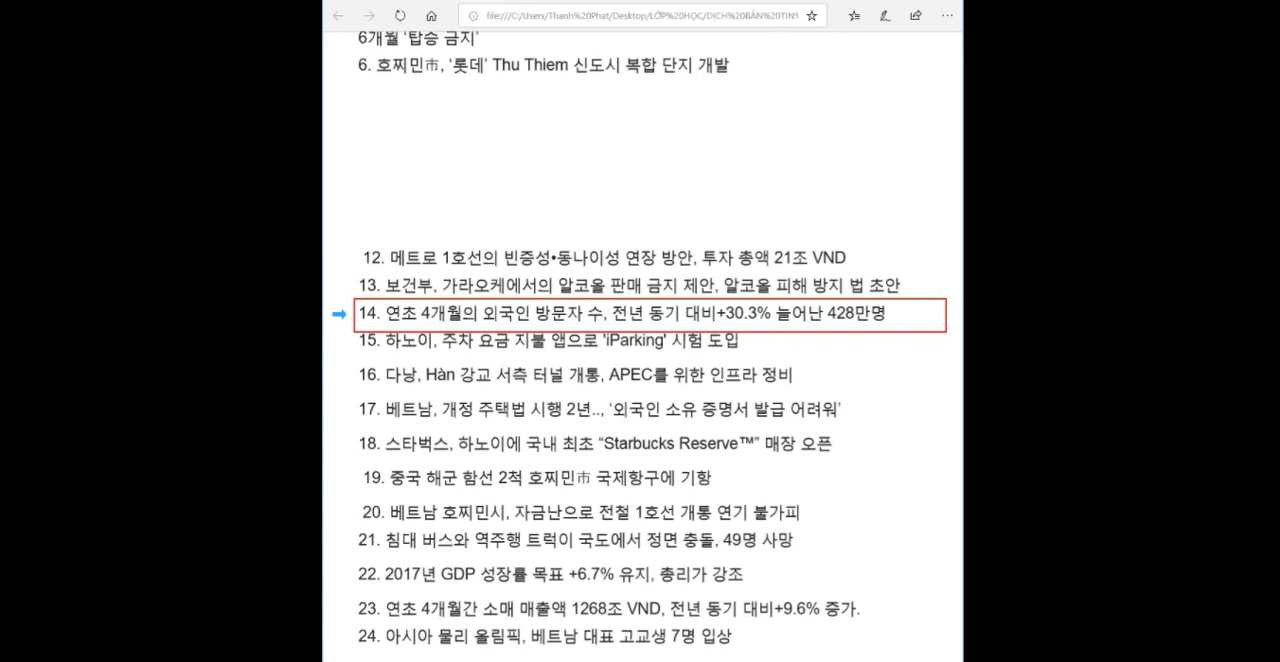 file:///C:/Users/Thanh%20Phat/Desktop/LỚP%20HỌC/DỊCH%20BẢN%20TIN
6개월 ‘탑승 금지’
6. 호찌민市, ‘롯데’ Thu Thiem 신도시 복합 단지 개발
12. 메트로 1호선의 빈증성•동나이성 연장 방안, 투자 총액 21조 VND
13. 보건부, 가라오케에서의 알코올 판매 금지 제안, 알코올 피해 방지 법 초안
14. 연초 4개월의 외국인 방문자 수, 전년 동기 대비+30.3% 늘어난 428만명
15. 하노이, 주차 요금 지불 앱으로 'iParking' 시험 도입
16. 다낭, Hàn 강교 서측 터널 개통, APEC를 위한 인프라 정비
17. 베트남, 개정 주택법 시행 2년.., ‘외국인 소유 증명서 발급 어려워’
18. 스타벅스, 하노이에 국내 최초 “Starbucks Reserve™” 매장 오픈
19. 중국 해군 함선 2척 호찌민市 국제항구에 기항
20. 베트남 호찌민시, 자금난으로 전철 1호선 개통 연기 불가피
21. 침대 버스와 역주행 트럭이 국도에서 정면 충돌, 49명 사망
22. 2017년 GDP 성장률 목표 +6.7% 유지, 총리가 강조
23. 연초 4개월간 소매 매출액 1268조 VND, 전년 동기 대비+9.6% 증가.
24. 아시아 물리 올림픽, 베트남 대표 고교생 7명 입상